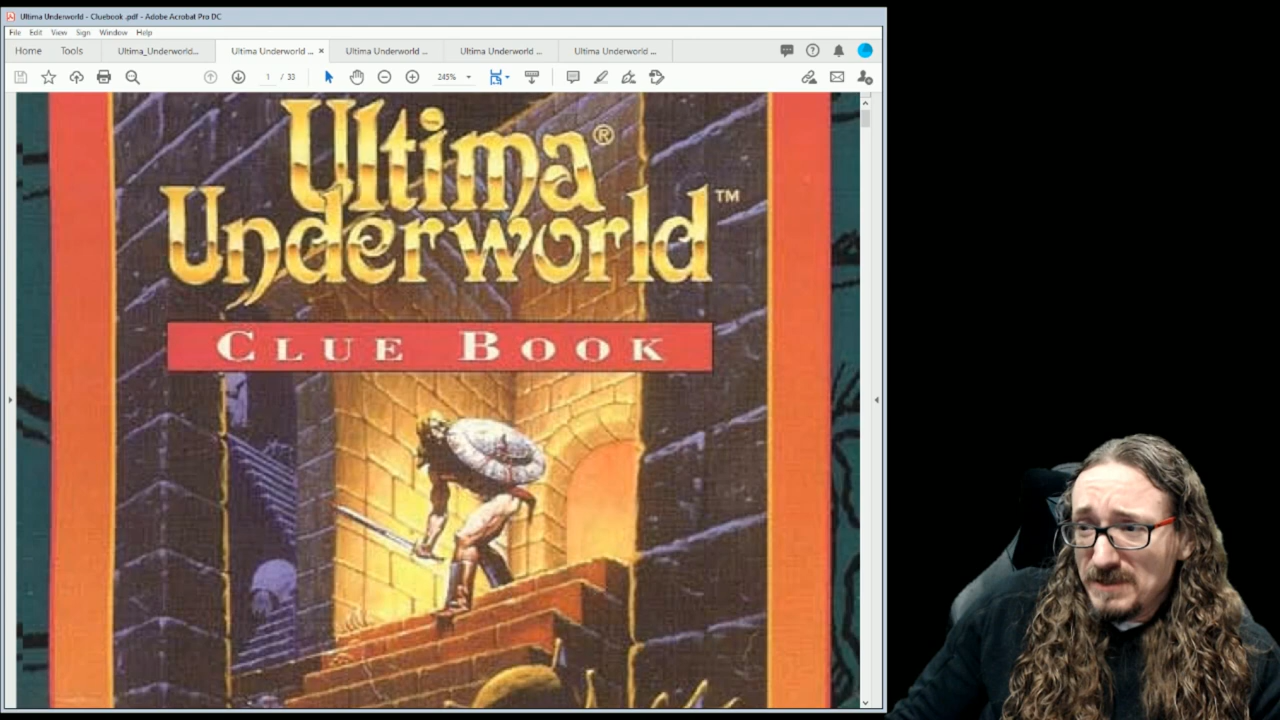 Ultima Underworld - Cluebook .pdf - Adobe Acrobat Pro DC
File Edit View Sign Window Help
Home Tools Ultima_Underworld... Ultima Underworld ... × Ultima Underworld ... Ultima Underworld ... Ultima Underworld ...
1 / 33 245%
Ultima®
Underworld™
CLUE BOOK